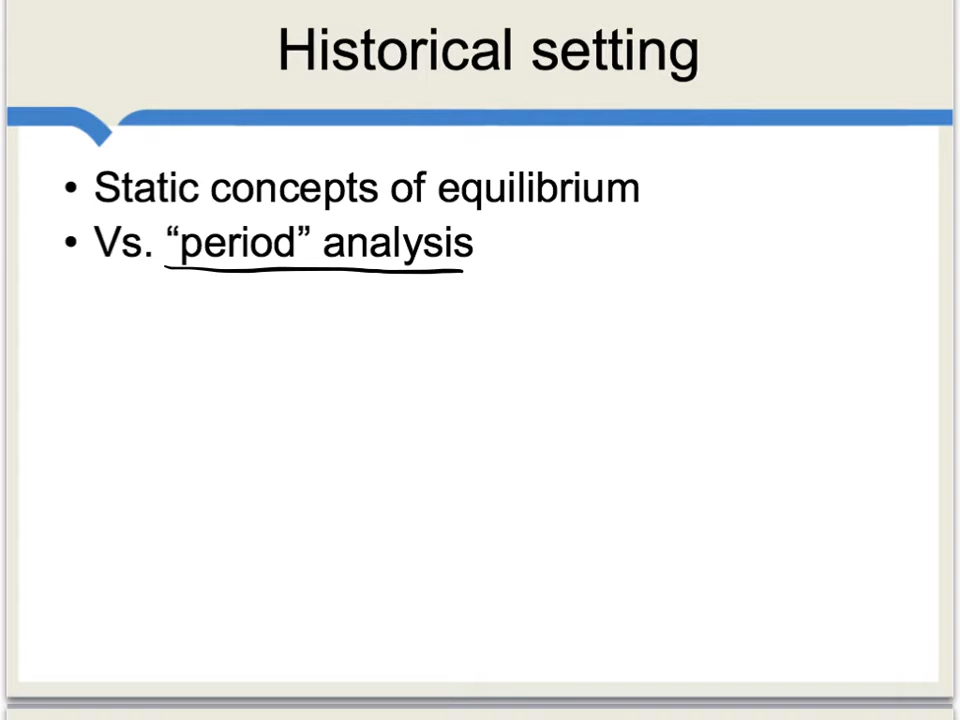 Historical setting
• Static concepts of equilibrium
• Vs. “period” analysis